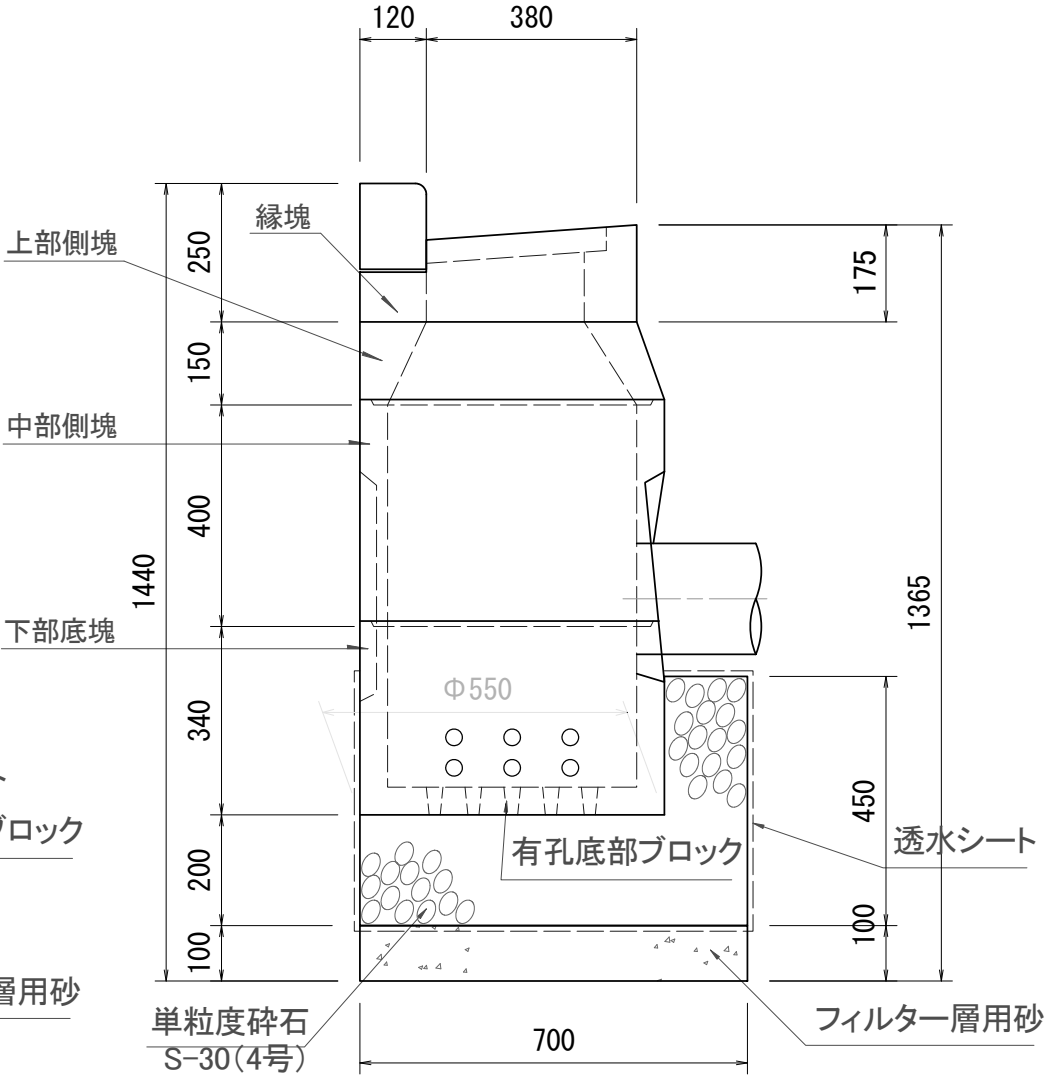 120
380
縁塊
上部側塊
250
175
150
中部側塊
400
1440
1365
下部底塊
Φ550
340
450
ト
ブロック
有孔底部ブロック
透水シート
200
100
100
層用砂
単粒度砕石
S-30(4号)
700
フィルター層用砂